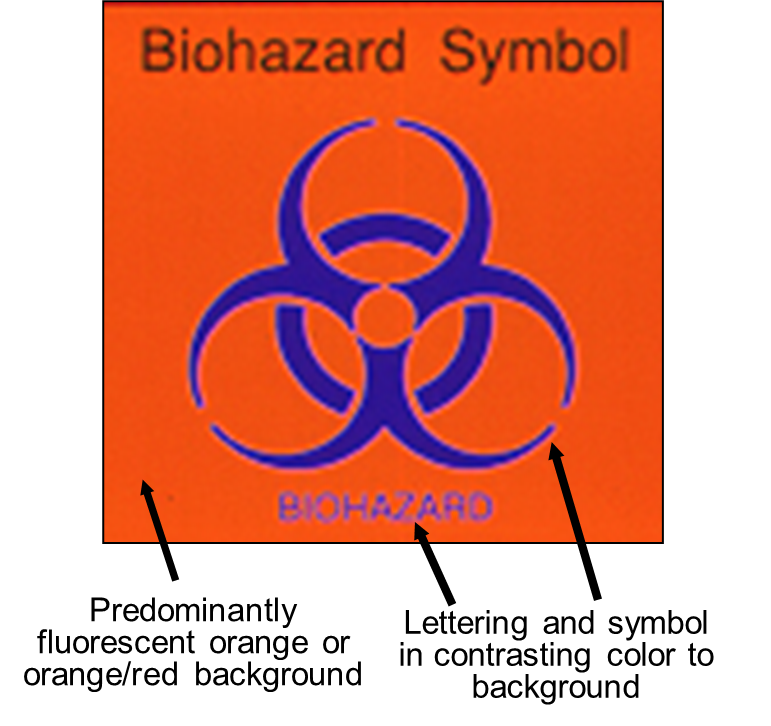 Biohazard Symbol
BIOHAZARD
Predominantly
fluorescent orange or
orange/red background
Lettering and symbol
in contrasting color to
background